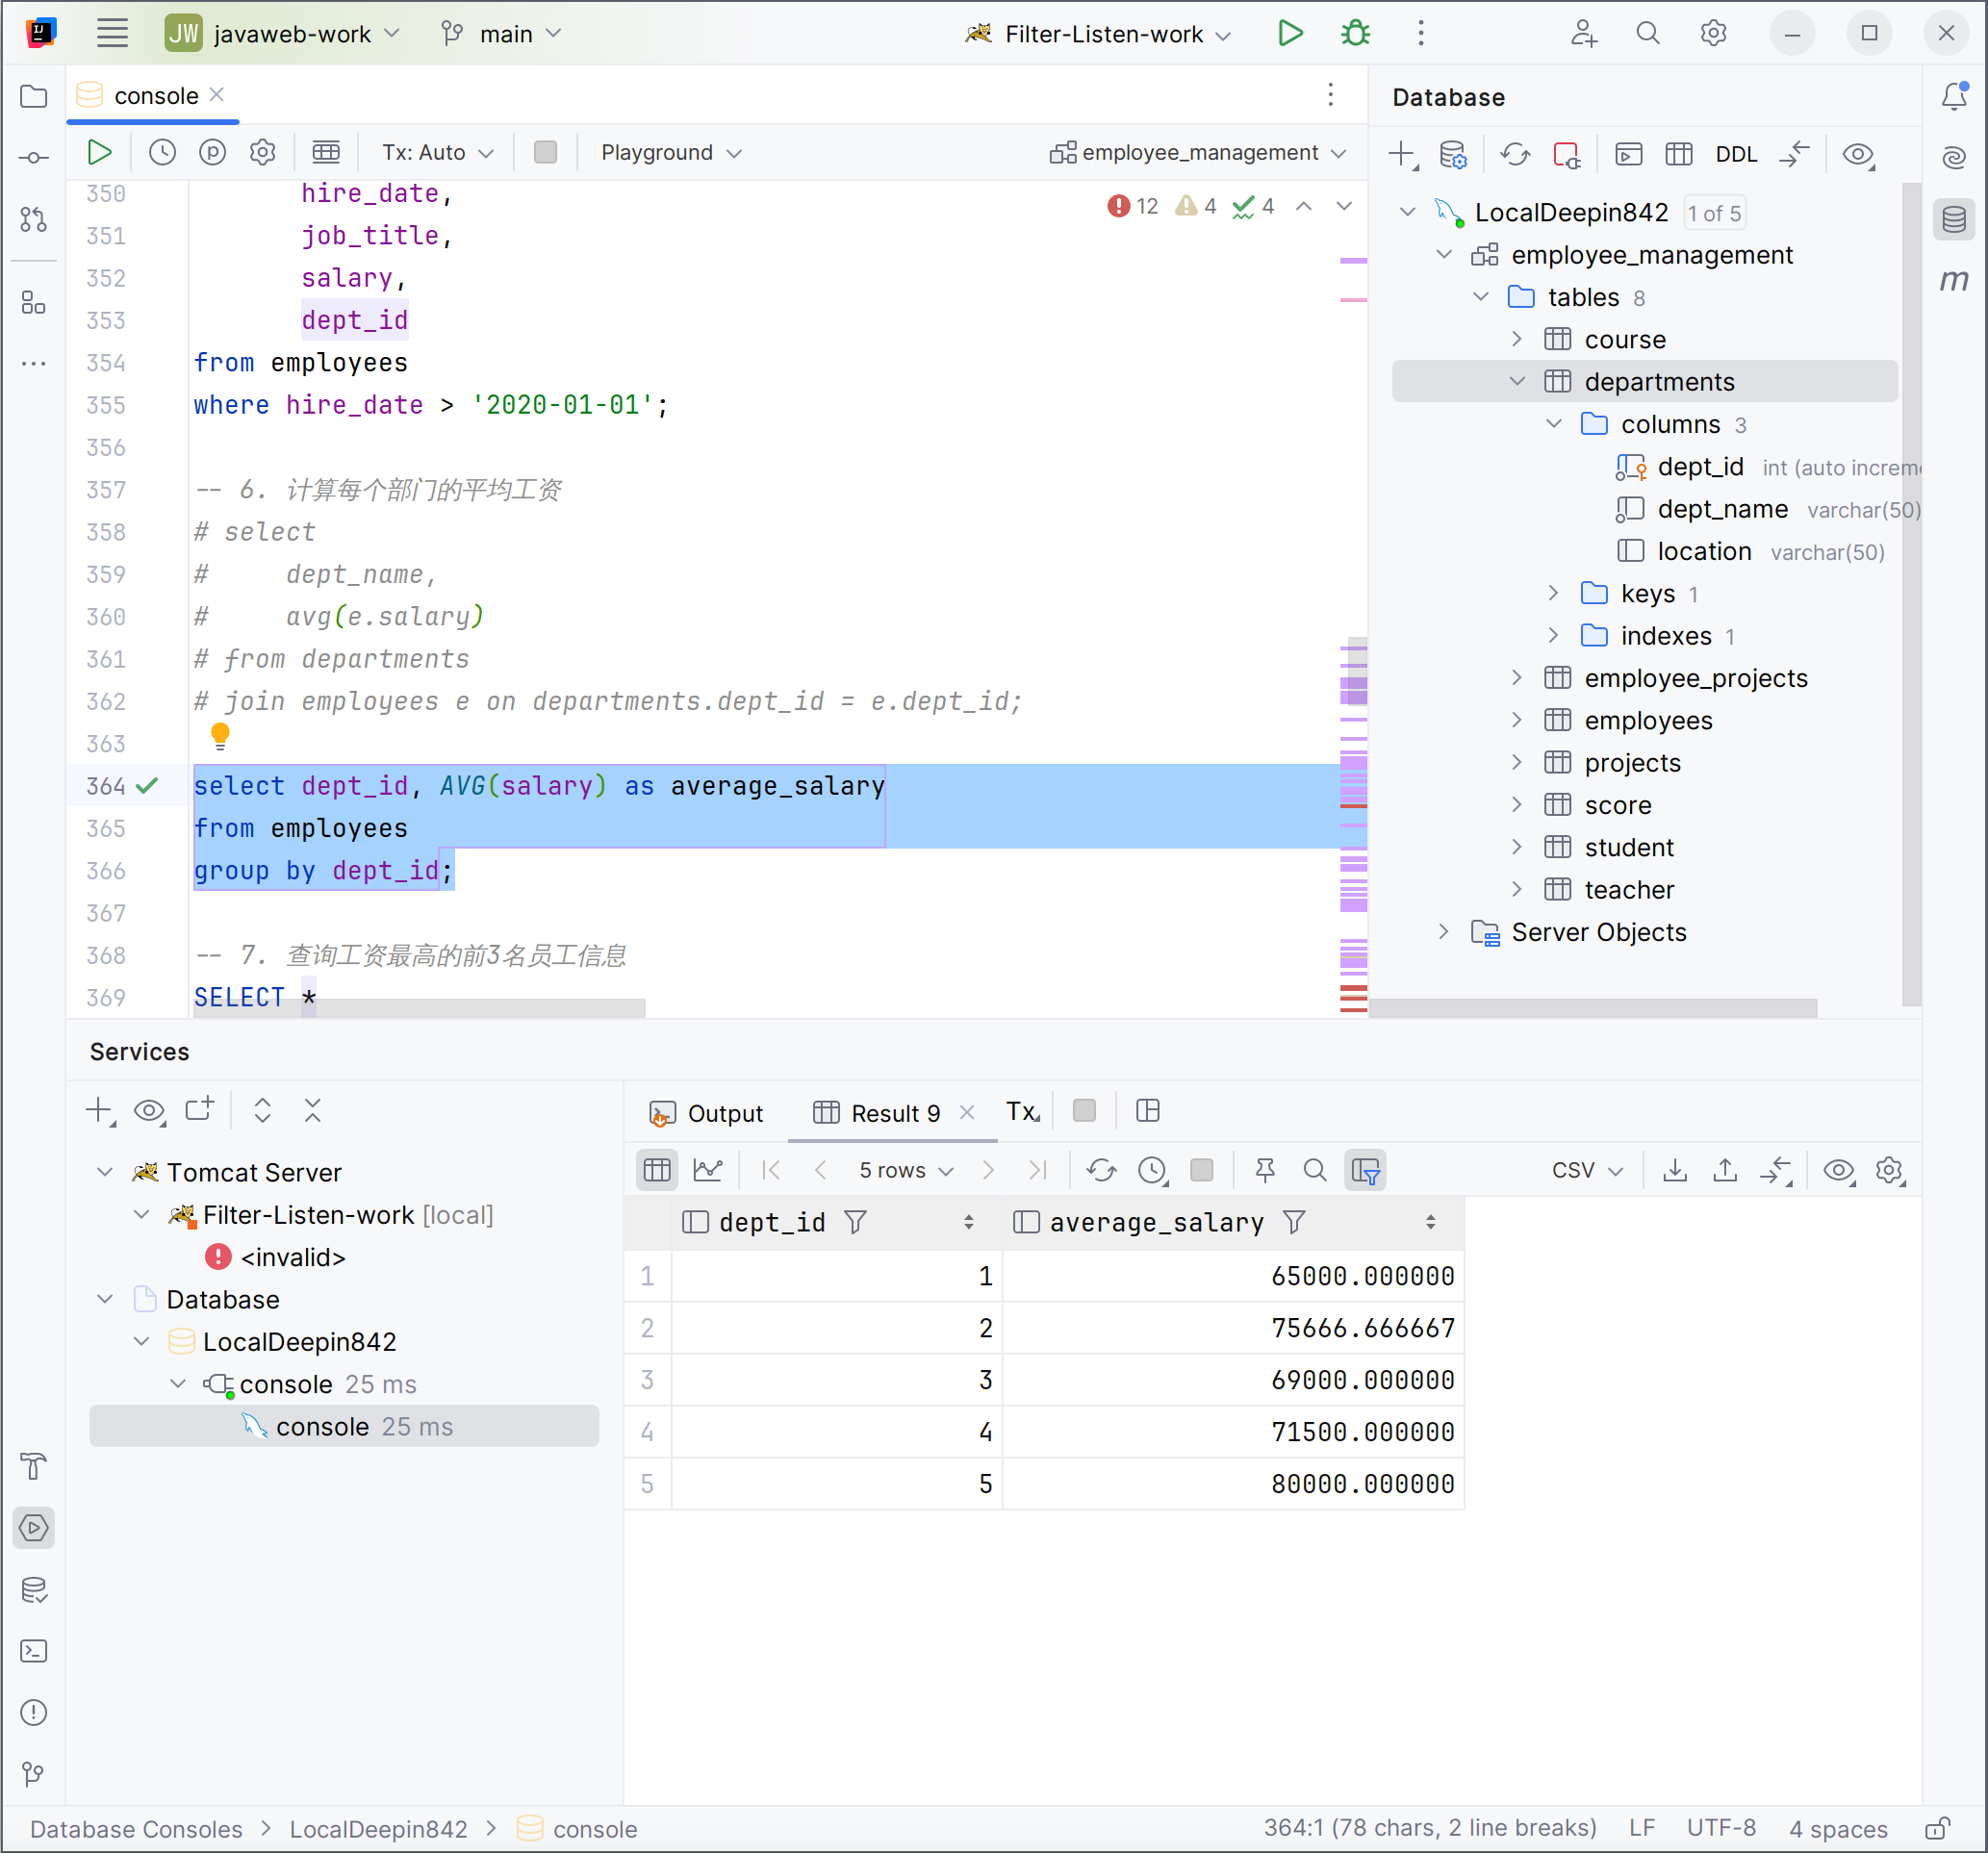 JW javaweb-work main Filter-Listen-work
console
Tx: Auto Playground employee_management
12 4 4
350 hire_date,
351 job_title,
352 salary,
353 dept_id
354 from employees
355 where hire_date > '2020-01-01';
356
357 -- 6. 计算每个部门的平均工资
358 # select
359 # dept_name,
360 # avg(e.salary)
361 # from departments
362 # join employees e on departments.dept_id = e.dept_id;
363
364 select dept_id, AVG(salary) as average_salary
365 from employees
366 group by dept_id;
367
368 -- 7. 查询工资最高的前3名员工信息
369 SELECT *
Database
DDL
LocalDeepin842 1 of 5
employee_management
tables 8
course
departments
columns 3
dept_id int (auto increme
dept_name varchar(50)
location varchar(50)
keys 1
indexes 1
employee_projects
employees
projects
score
student
teacher
Server Objects
m
Services
Tomcat Server
Filter-Listen-work [local]
<invalid>
Database
LocalDeepin842
console 25 ms
console 25 ms
Output Result 9 Tx
5 rows CSV
dept_id average_salary
1 1 65000.000000
2 2 75666.666667
3 3 69000.000000
4 4 71500.000000
5 5 80000.000000
Database Consoles > LocalDeepin842 > console
364:1 (78 chars, 2 line breaks) LF UTF-8 4 spaces